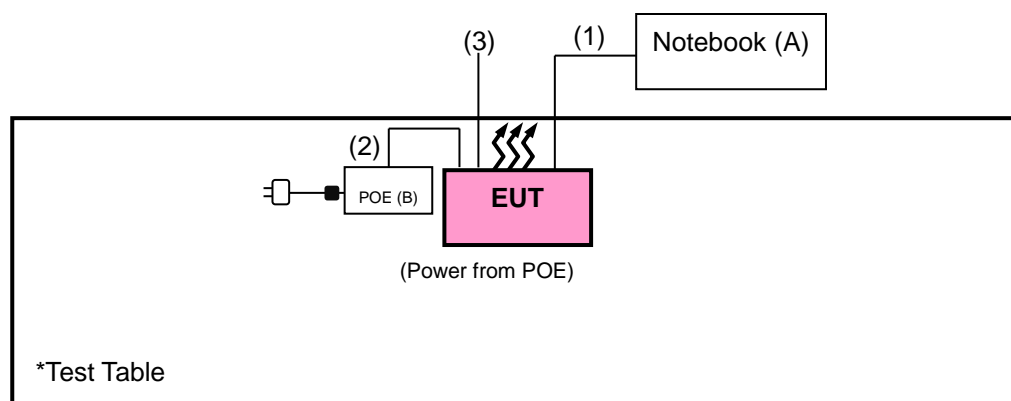 (3)
(1)
Notebook (A)
(2)
POE (B)
EUT
(Power from POE)
*Test Table